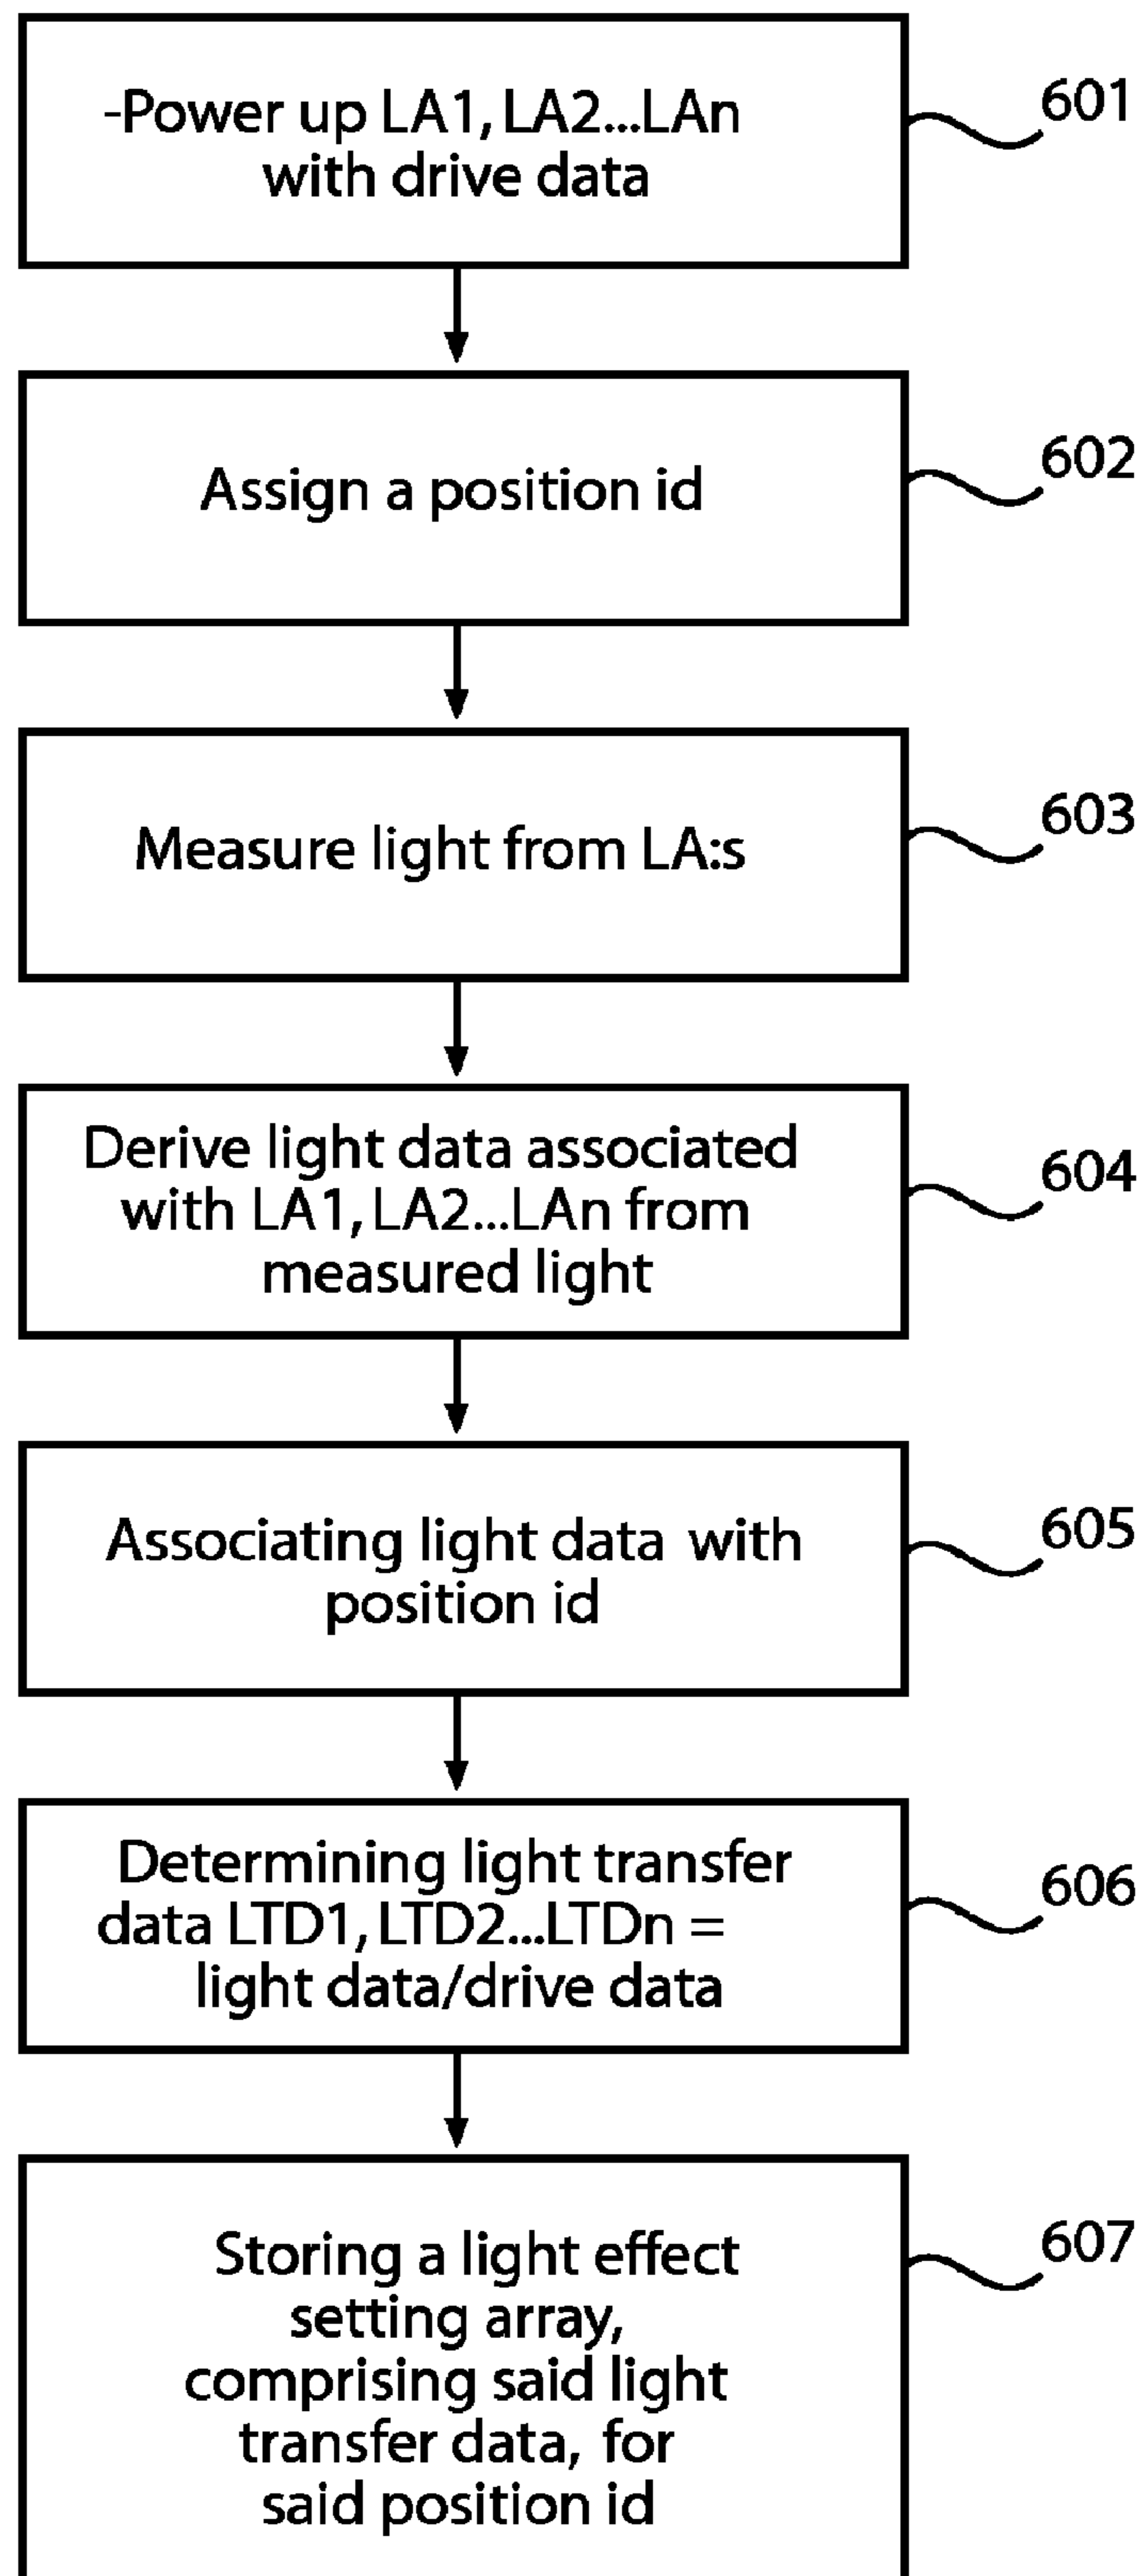 -Power up LA1, LA2...LAn
with drive data
601
Assign a position id
602
Measure light from LA:s
603
Derive light data associated
with LA1, LA2...LAn from
measured light
604
Associating light data with
position id
605
Determining light transfer
data LTD1, LTD2...LTDn =
light data/drive data
606
Storing a light effect
setting array,
comprising said light
transfer data, for
said position id
607